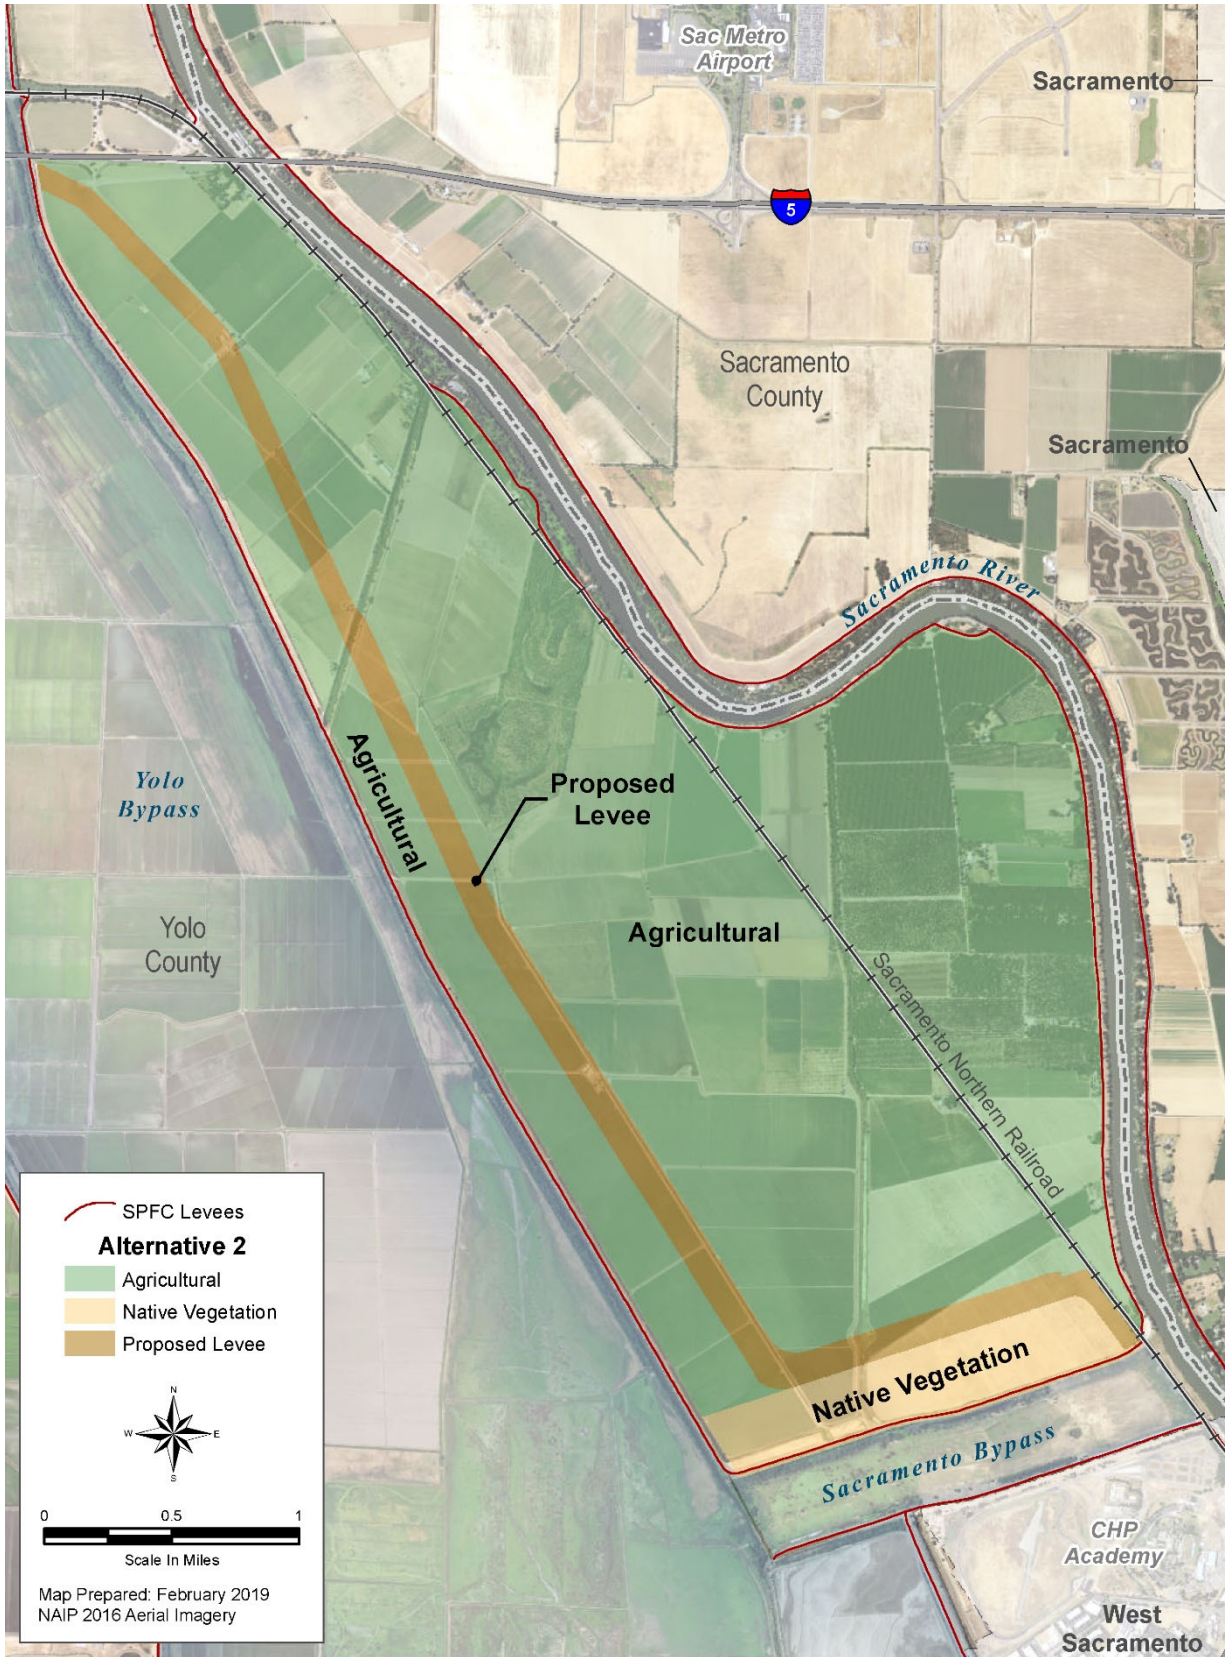 Sac Metro
Airport
Sacramento
5
Sacramento
County
Sacramento
Sacramento River
Yolo
Bypass
Agricultural
Proposed
Levee
Yolo
County
Agricultural
Sacramento Northern Railroad
Native Vegetation
Sacramento Bypass
CHP
Academy
West
Sacramento
SPFC Levees
Alternative 2
Agricultural
Native Vegetation
Proposed Levee
N
W E
S
0 0.5 1
Scale In Miles
Map Prepared: February 2019
NAIP 2016 Aerial Imagery